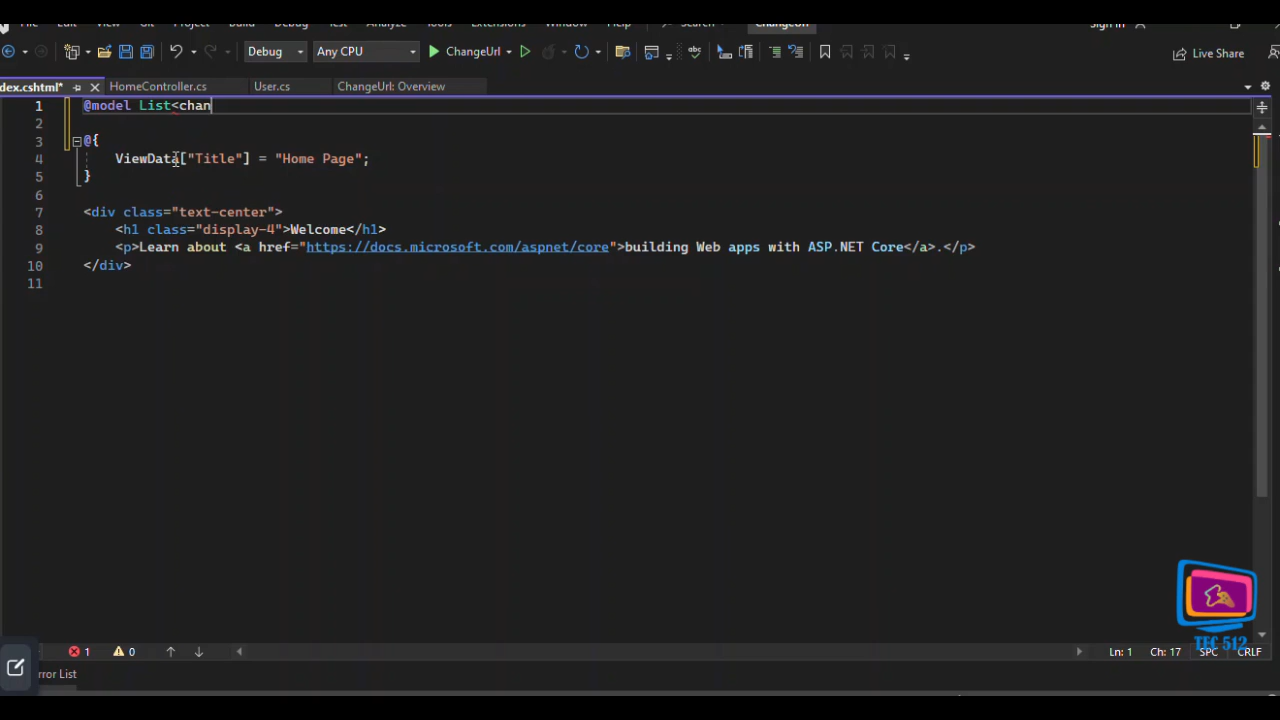 Debug Any CPU ChangeUrl Live Share
dex.cshtml* HomeController.cs User.cs ChangeUrl: Overview
1 @model List<chan
2
3 @{
4 ViewData["Title"] = "Home Page";
5 }
6
7 <div class="text-center">
8 <h1 class="display-4">Welcome</h1>
9 <p>Learn about <a href="https://docs.microsoft.com/aspnet/core">building Web apps with ASP.NET Core</a>.</p>
10 </div>
11
TEC 512
1 0 Ln: 1 Ch: 17 SPC CRLF
rror List